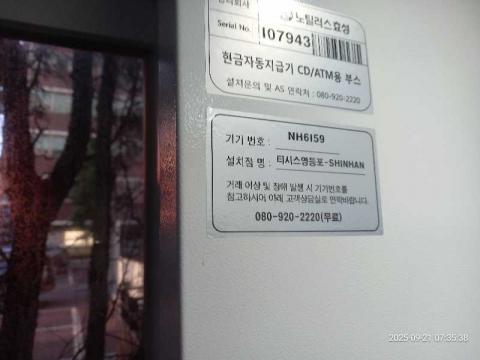 노틸러스효성
Serial No. 107943
현금자동지급기 CD/ATM용 부스
설치문의 및 AS 연락처 : 080-920-2220
기기 번호 : NH6159
설치점 명 : 티시스영등포-SHINHAN
거래 이상 및 장애 발생 시 기기번호를
참고하시어 아래 고객상담실로 연락바랍니다.
080-920-2220(무료)
2025-09-21 07:35:38